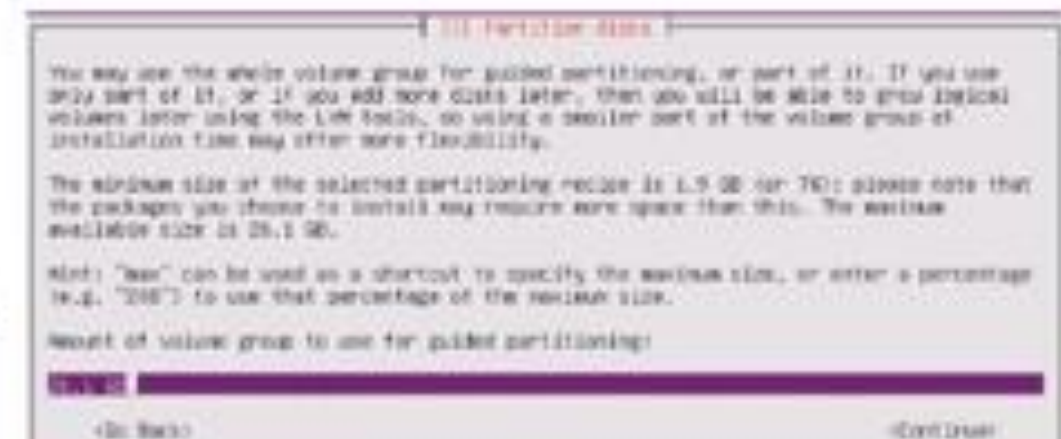 [!!] Partition disks
You may use the whole volume group for guided partitioning, or part of it. If you use
only part of it, or if you add more disks later, then you will be able to grow logical
volumes later using the LVM tools, so using a smaller part of the volume group at
installation time may offer more flexibility.
The minimum size of the selected partitioning recipe is 1.9 GB (or 7%); please note that
the packages you choose to install may require more space than this. The maximum
available size is 26.1 GB.
Hint: "max" can be used as a shortcut to specify the maximum size, or enter a percentage
(e.g. "20%") to use that percentage of the maximum size.
Amount of volume group to use for guided partitioning:
26.1 GB
<Go Back> <Continue>